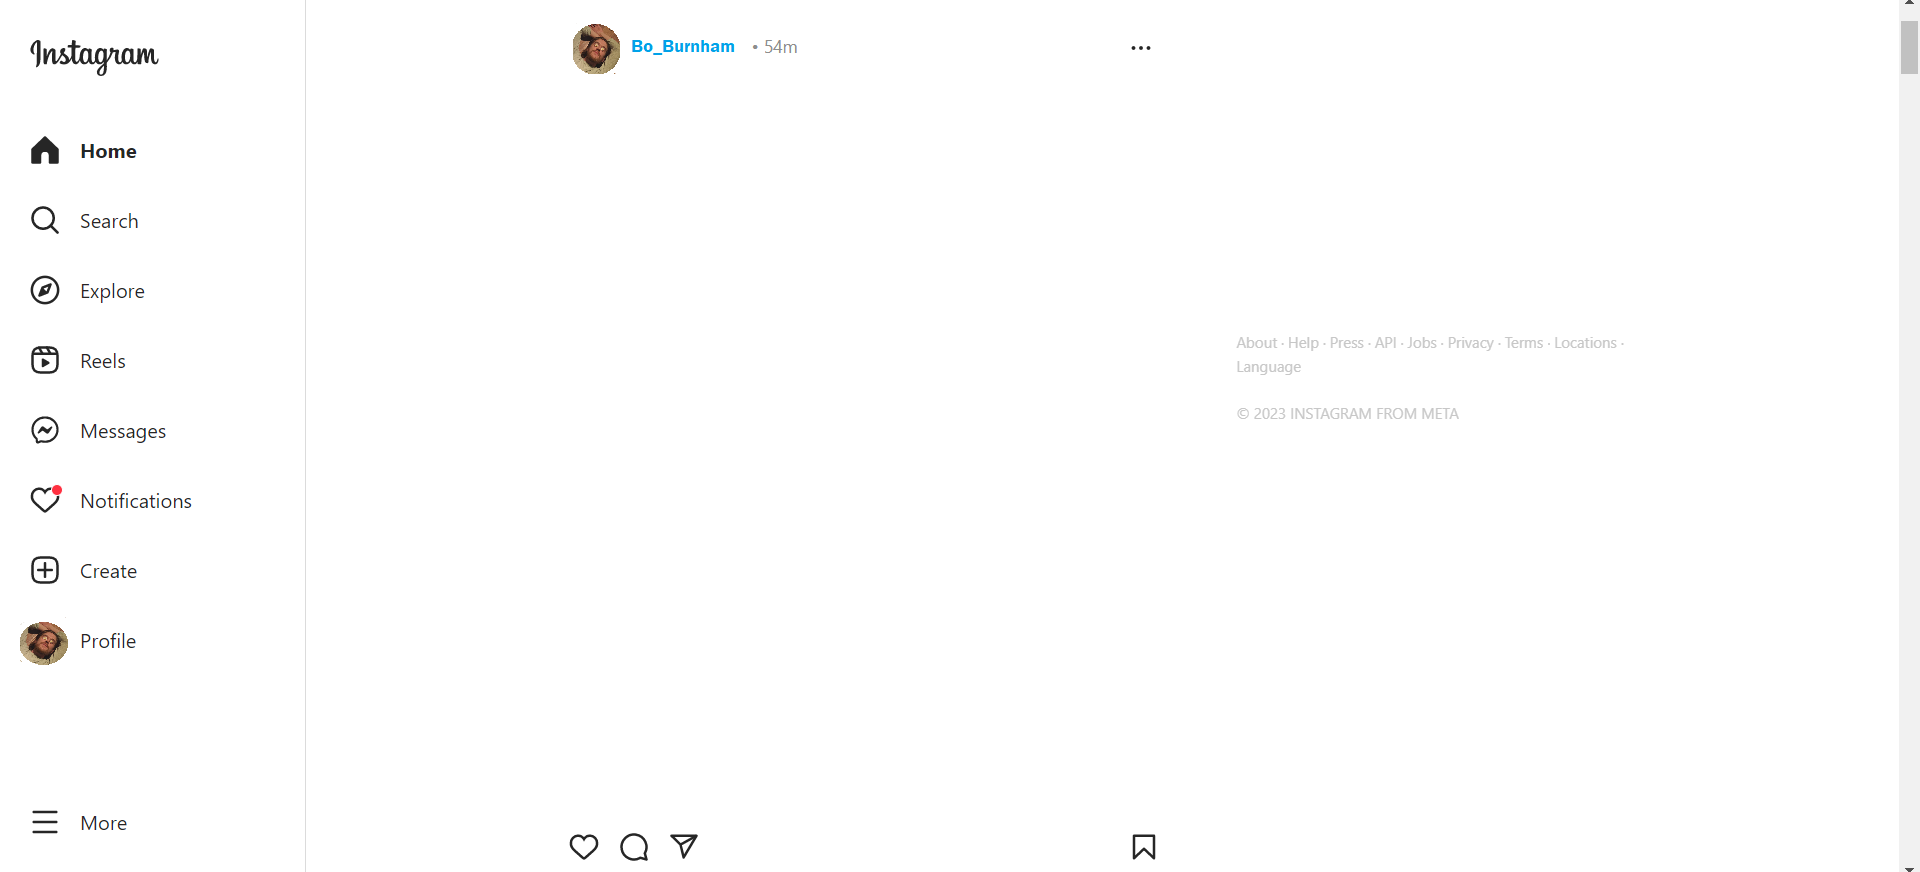 Instagram
Home
Search
Explore
Reels
Messages
Notifications
Create
Profile
More
Bo_Burnham • 54m
About · Help · Press · API · Jobs · Privacy · Terms · Locations ·
Language
© 2023 INSTAGRAM FROM META